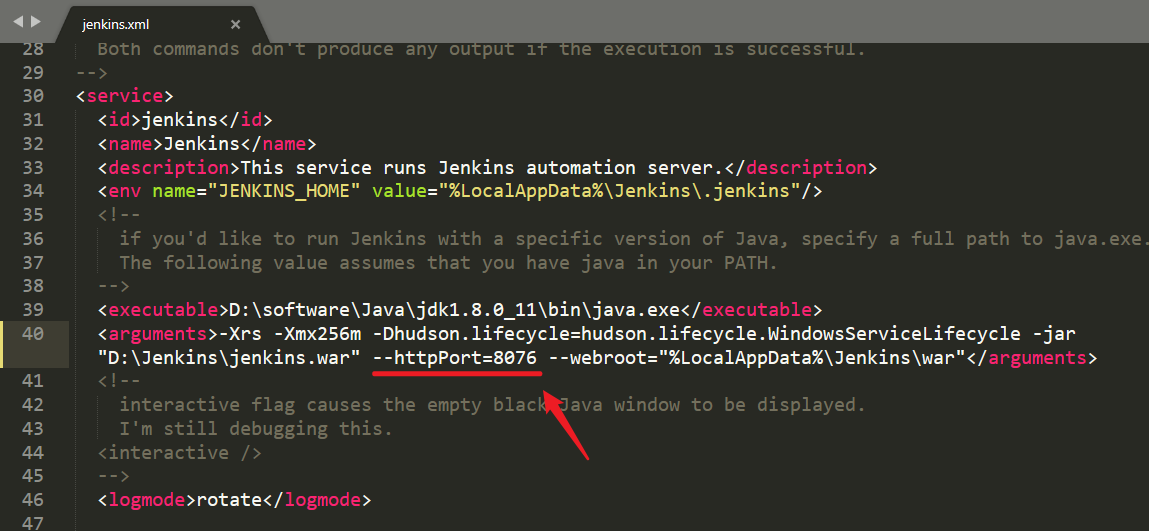 jenkins.xml ×
28 Both commands don't produce any output if the execution is successful.
29 -->
30 <service>
31 <id>jenkins</id>
32 <name>Jenkins</name>
33 <description>This service runs Jenkins automation server.</description>
34 <env name="JENKINS_HOME" value="%LocalAppData%\Jenkins\.jenkins"/>
35 <!--
36 if you'd like to run Jenkins with a specific version of Java, specify a full path to java.exe.
37 The following value assumes that you have java in your PATH.
38 -->
39 <executable>D:\software\Java\jdk1.8.0_11\bin\java.exe</executable>
40 <arguments>-Xrs -Xmx256m -Dhudson.lifecycle=hudson.lifecycle.WindowsServiceLifecycle -jar
"D:\Jenkins\jenkins.war" --httpPort=8076 --webroot="%LocalAppData%\Jenkins\war"</arguments>
41 <!--
42 interactive flag causes the empty black Java window to be displayed.
43 I'm still debugging this.
44 <interactive />
45 -->
46 <logmode>rotate</logmode>
47